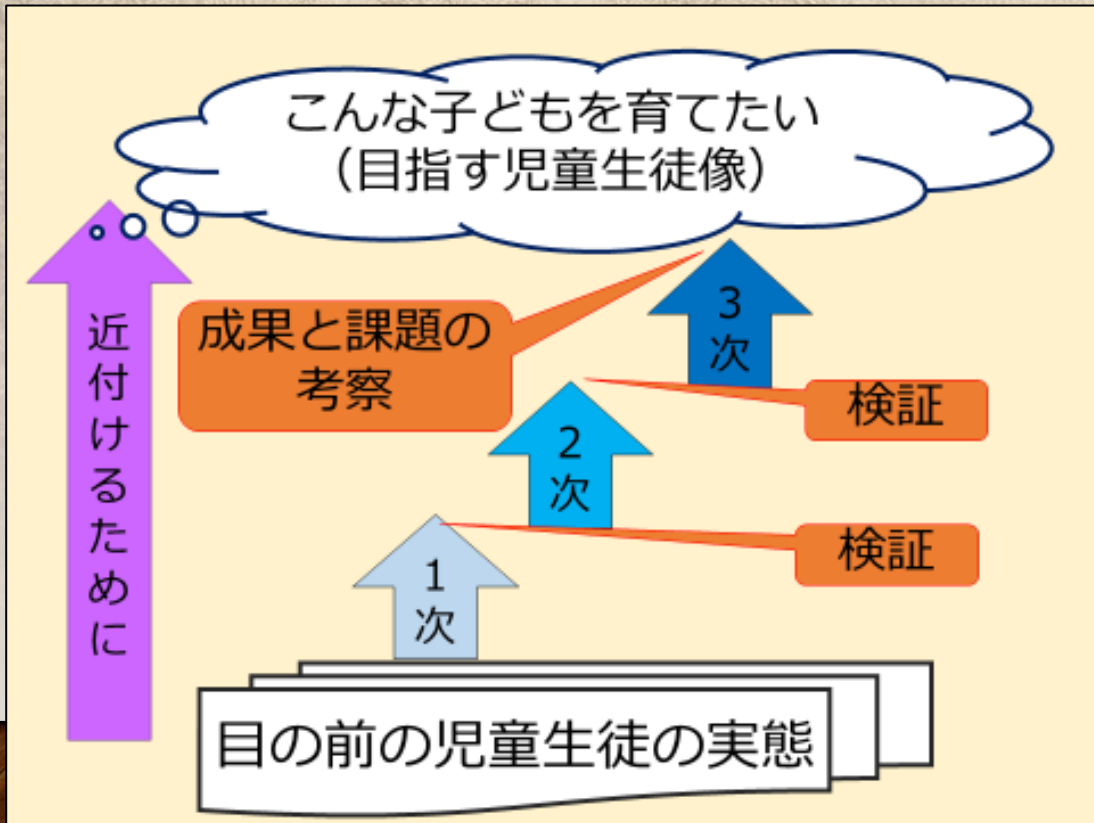 こんな子どもを育てたい
(目指す児童生徒像)
近付けるために
成果と課題の
考察
3次
検証
2次
検証
1次
目の前の児童生徒の実態